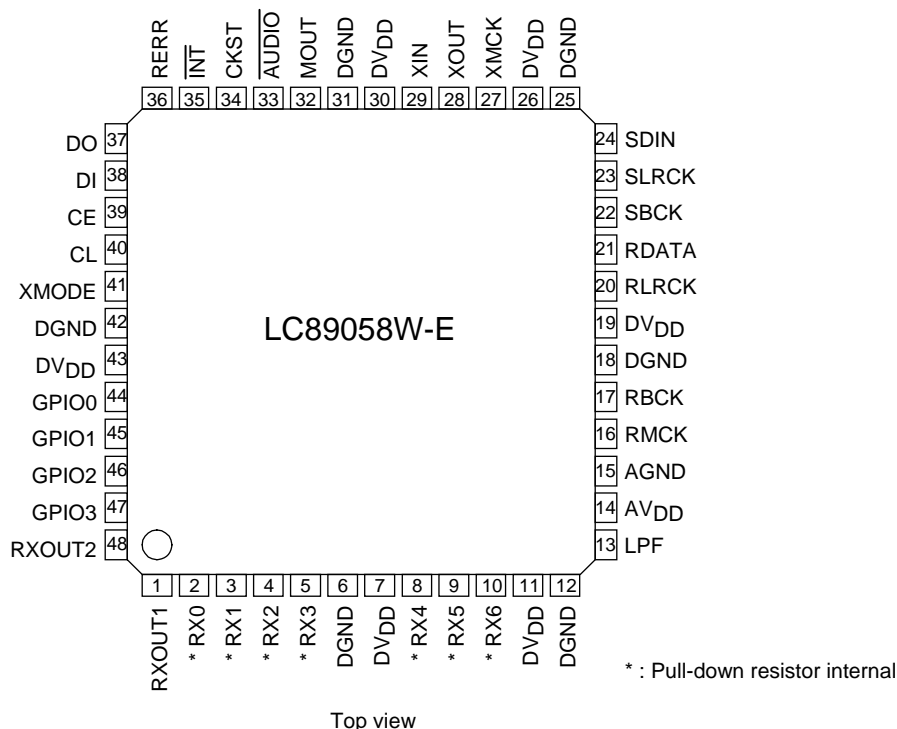 RERR
INT
CKST
AUDIO
MOUT
DGND
DVDD
XIN
XOUT
XMCK
DVDD
DGND
36 35 34 33 32 31 30 29 28 27 26 25
DO 37
DI 38
CE 39
CL 40
XMODE 41
DGND 42
DVDD 43
GPIO0 44
GPIO1 45
GPIO2 46
GPIO3 47
RXOUT2 48
LC89058W-E
24 SDIN
23 SLRCK
22 SBCK
21 RDATA
20 RLRCK
19 DVDD
18 DGND
17 RBCK
16 RMCK
15 AGND
14 AVDD
13 LPF
1 2 3 4 5 6 7 8 9 10 11 12
RXOUT1
* RX0
* RX1
* RX2
* RX3
DGND
DVDD
* RX4
* RX5
* RX6
DVDD
DGND
* : Pull-down resistor internal
Top view